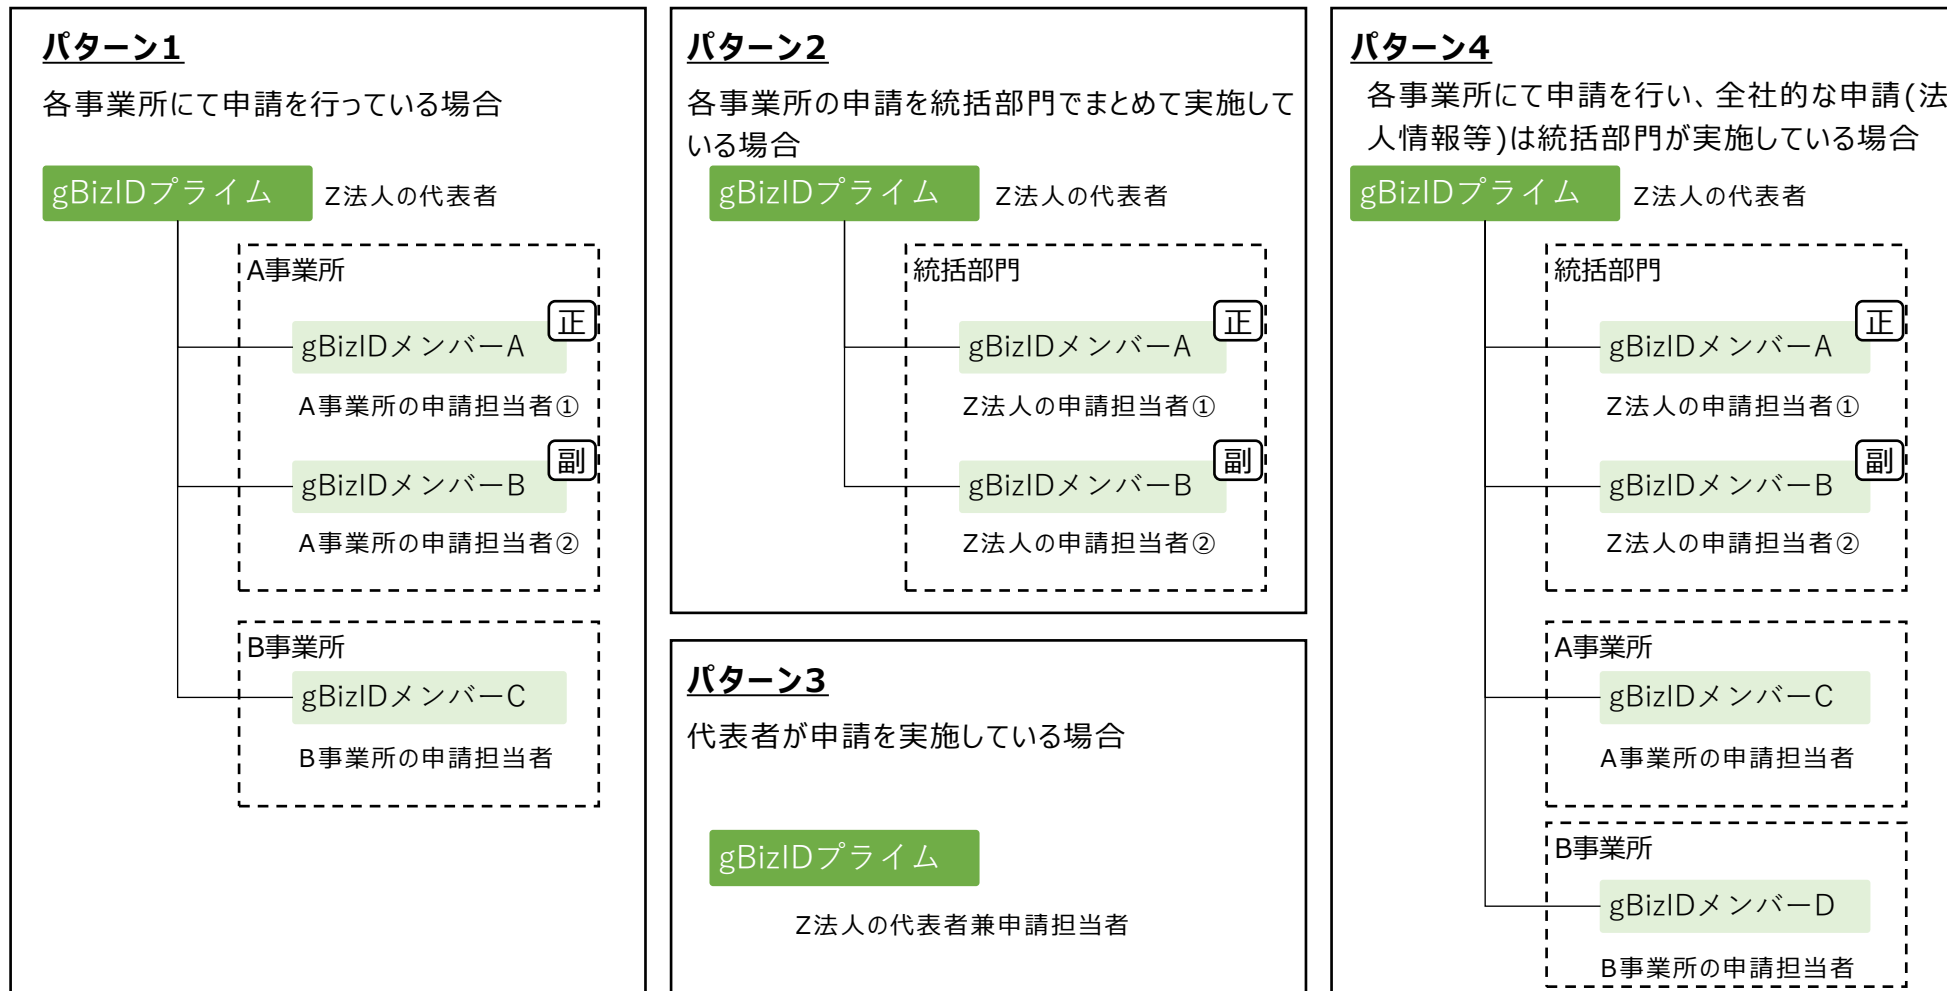 パターン1
各事業所にて申請を行っている場合
gBizIDプライム
Z法人の代表者
A事業所
正
gBizIDメンバーA
A事業所の申請担当者①
副
gBizIDメンバーB
A事業所の申請担当者②
B事業所
gBizIDメンバーC
B事業所の申請担当者
パターン2
各事業所の申請を統括部門でまとめて実施して
いる場合
gBizIDプライム
Z法人の代表者
統括部門
正
gBizIDメンバーA
Z法人の申請担当者①
副
gBizIDメンバーB
Z法人の申請担当者②
パターン3
代表者が申請を実施している場合
gBizIDプライム
Z法人の代表者兼申請担当者
パターン4
各事業所にて申請を行い、全社的な申請(法
人情報等)は統括部門が実施している場合
gBizIDプライム
Z法人の代表者
統括部門
正
gBizIDメンバーA
Z法人の申請担当者①
副
gBizIDメンバーB
Z法人の申請担当者②
A事業所
gBizIDメンバーC
A事業所の申請担当者
B事業所
gBizIDメンバーD
B事業所の申請担当者